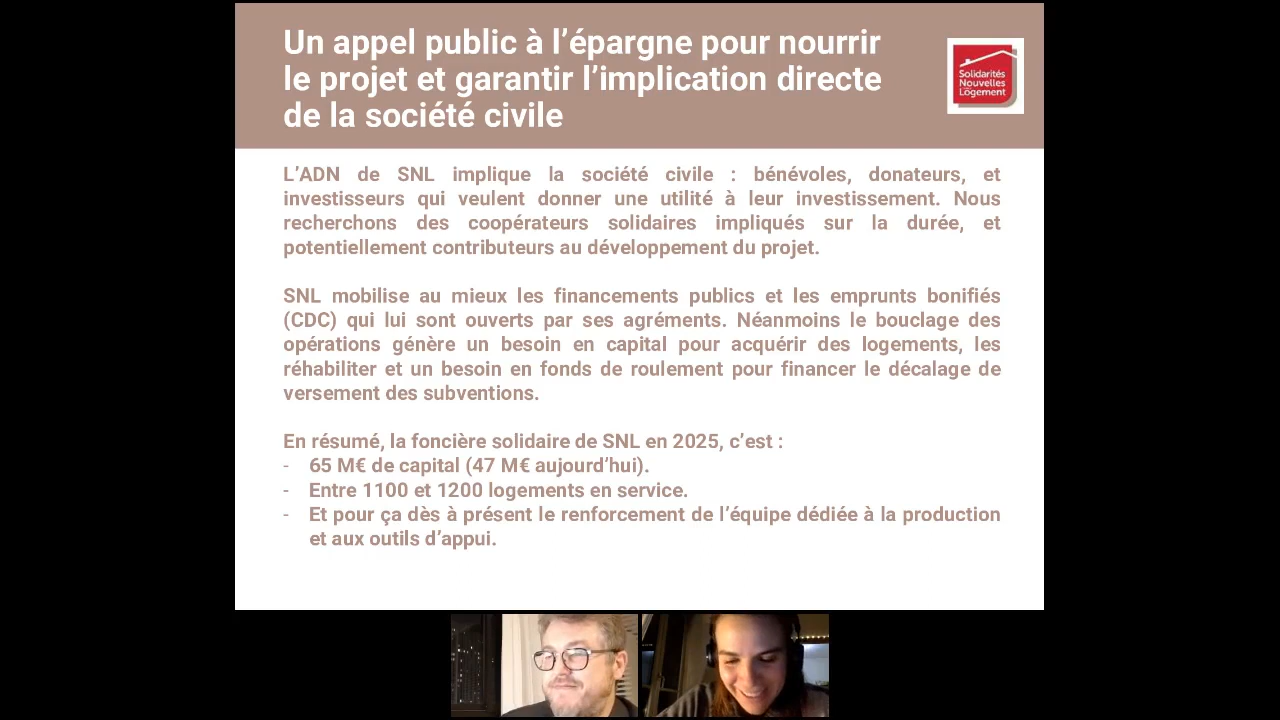 Un appel public à l’épargne pour nourrir
le projet et garantir l’implication directe
de la société civile
Solidarités
Nouvelles
Logement
L’ADN de SNL implique la société civile : bénévoles, donateurs, et
investisseurs qui veulent donner une utilité à leur investissement. Nous
recherchons des coopérateurs solidaires impliqués sur la durée, et
potentiellement contributeurs au développement du projet.
SNL mobilise au mieux les financements publics et les emprunts bonifiés
(CDC) qui lui sont ouverts par ses agréments. Néanmoins le bouclage des
opérations génère un besoin en capital pour acquérir des logements, les
réhabiliter et un besoin en fonds de roulement pour financer le décalage de
versement des subventions.
En résumé, la foncière solidaire de SNL en 2025, c’est :
- 65 M€ de capital (47 M€ aujourd’hui).
- Entre 1100 et 1200 logements en service.
- Et pour ça dès à présent le renforcement de l’équipe dédiée à la production
et aux outils d’appui.